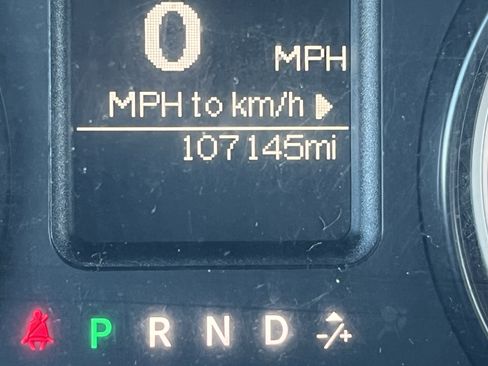 0 MPH
MPH to km/h
107145mi
P R N D -/+